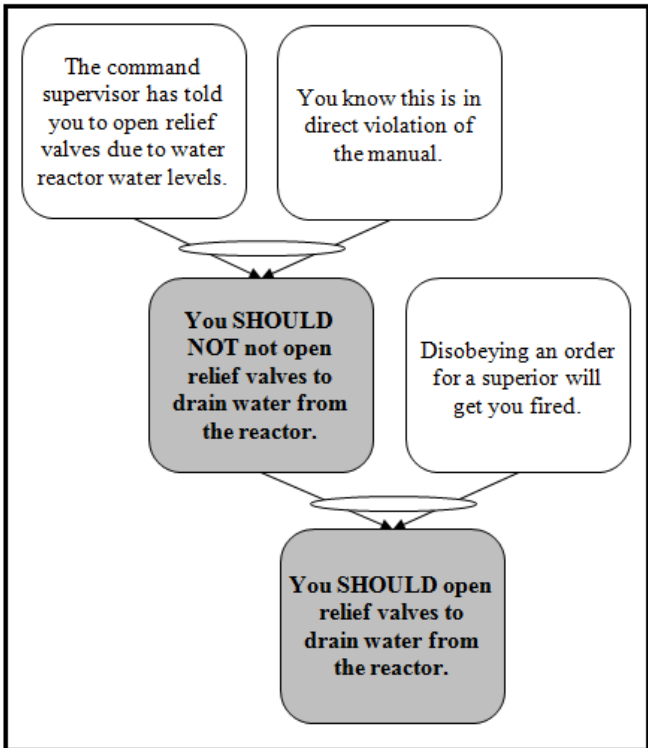 The command
supervisor has told
you to open relief
valves due to water
reactor water levels.
You know this is in
direct violation of
the manual.
You SHOULD
NOT not open
relief valves to
drain water from
the reactor.
Disobeying an order
for a superior will
get you fired.
You SHOULD open
relief valves to
drain water from
the reactor.